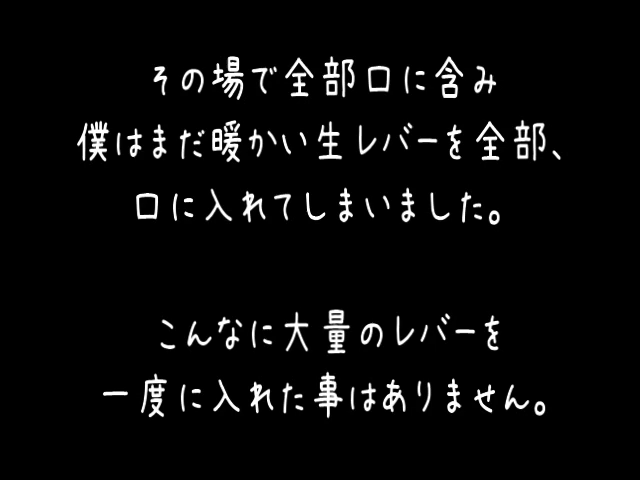 その場で全部口に含み
僕はまだ暖かい生レバーを全部、
口に入れてしまいました。
こんなに大量のレバーを
一度に入れた事はありません。